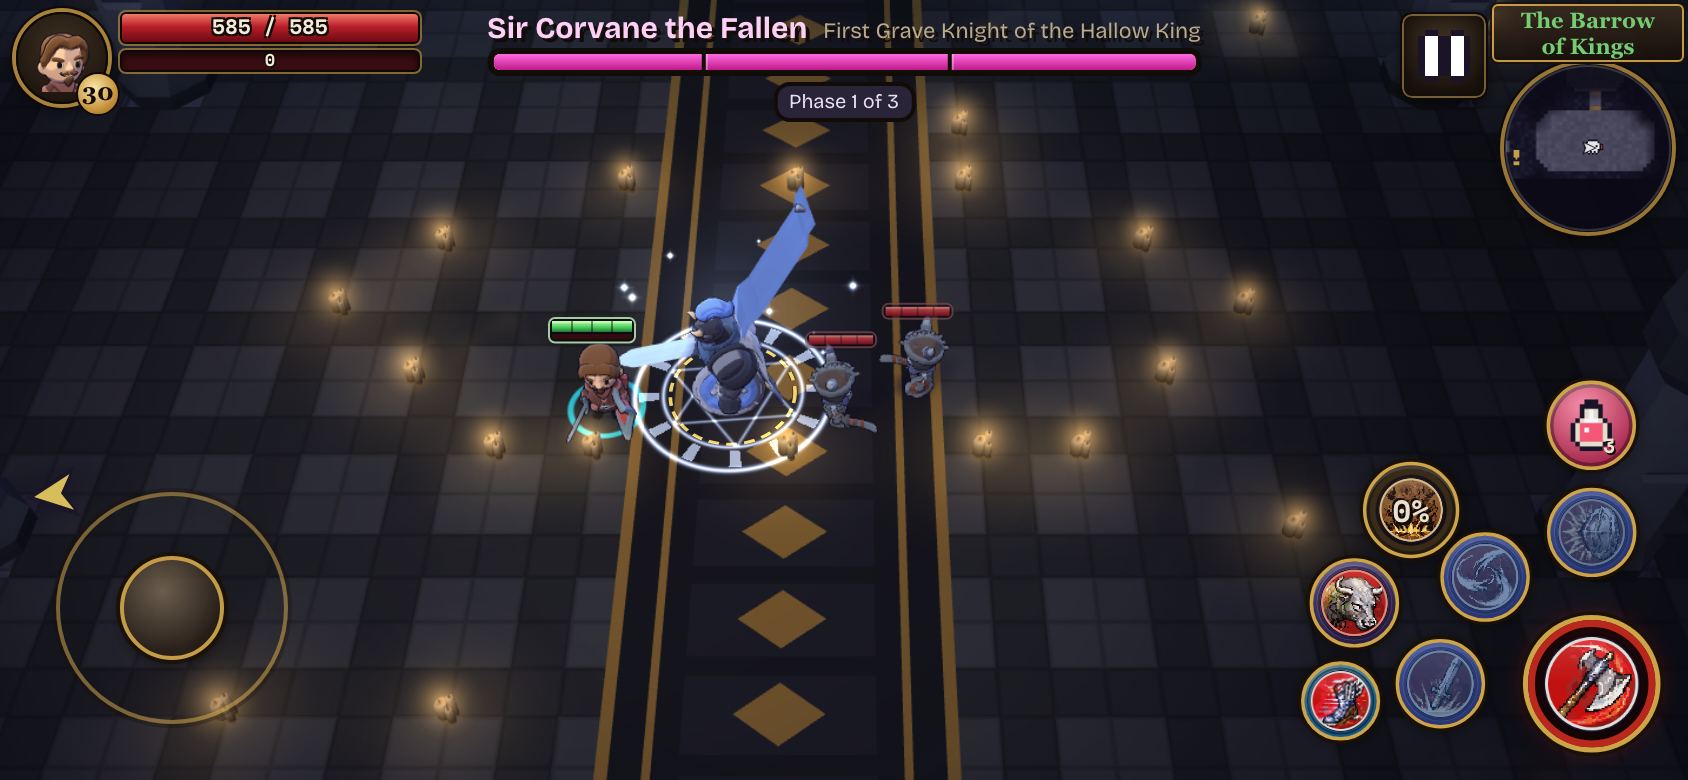 585 / 585
0
30
Sir Corvane the Fallen First Grave Knight of the Hallow King
Phase 1 of 3
The Barrow
of Kings
!
0%